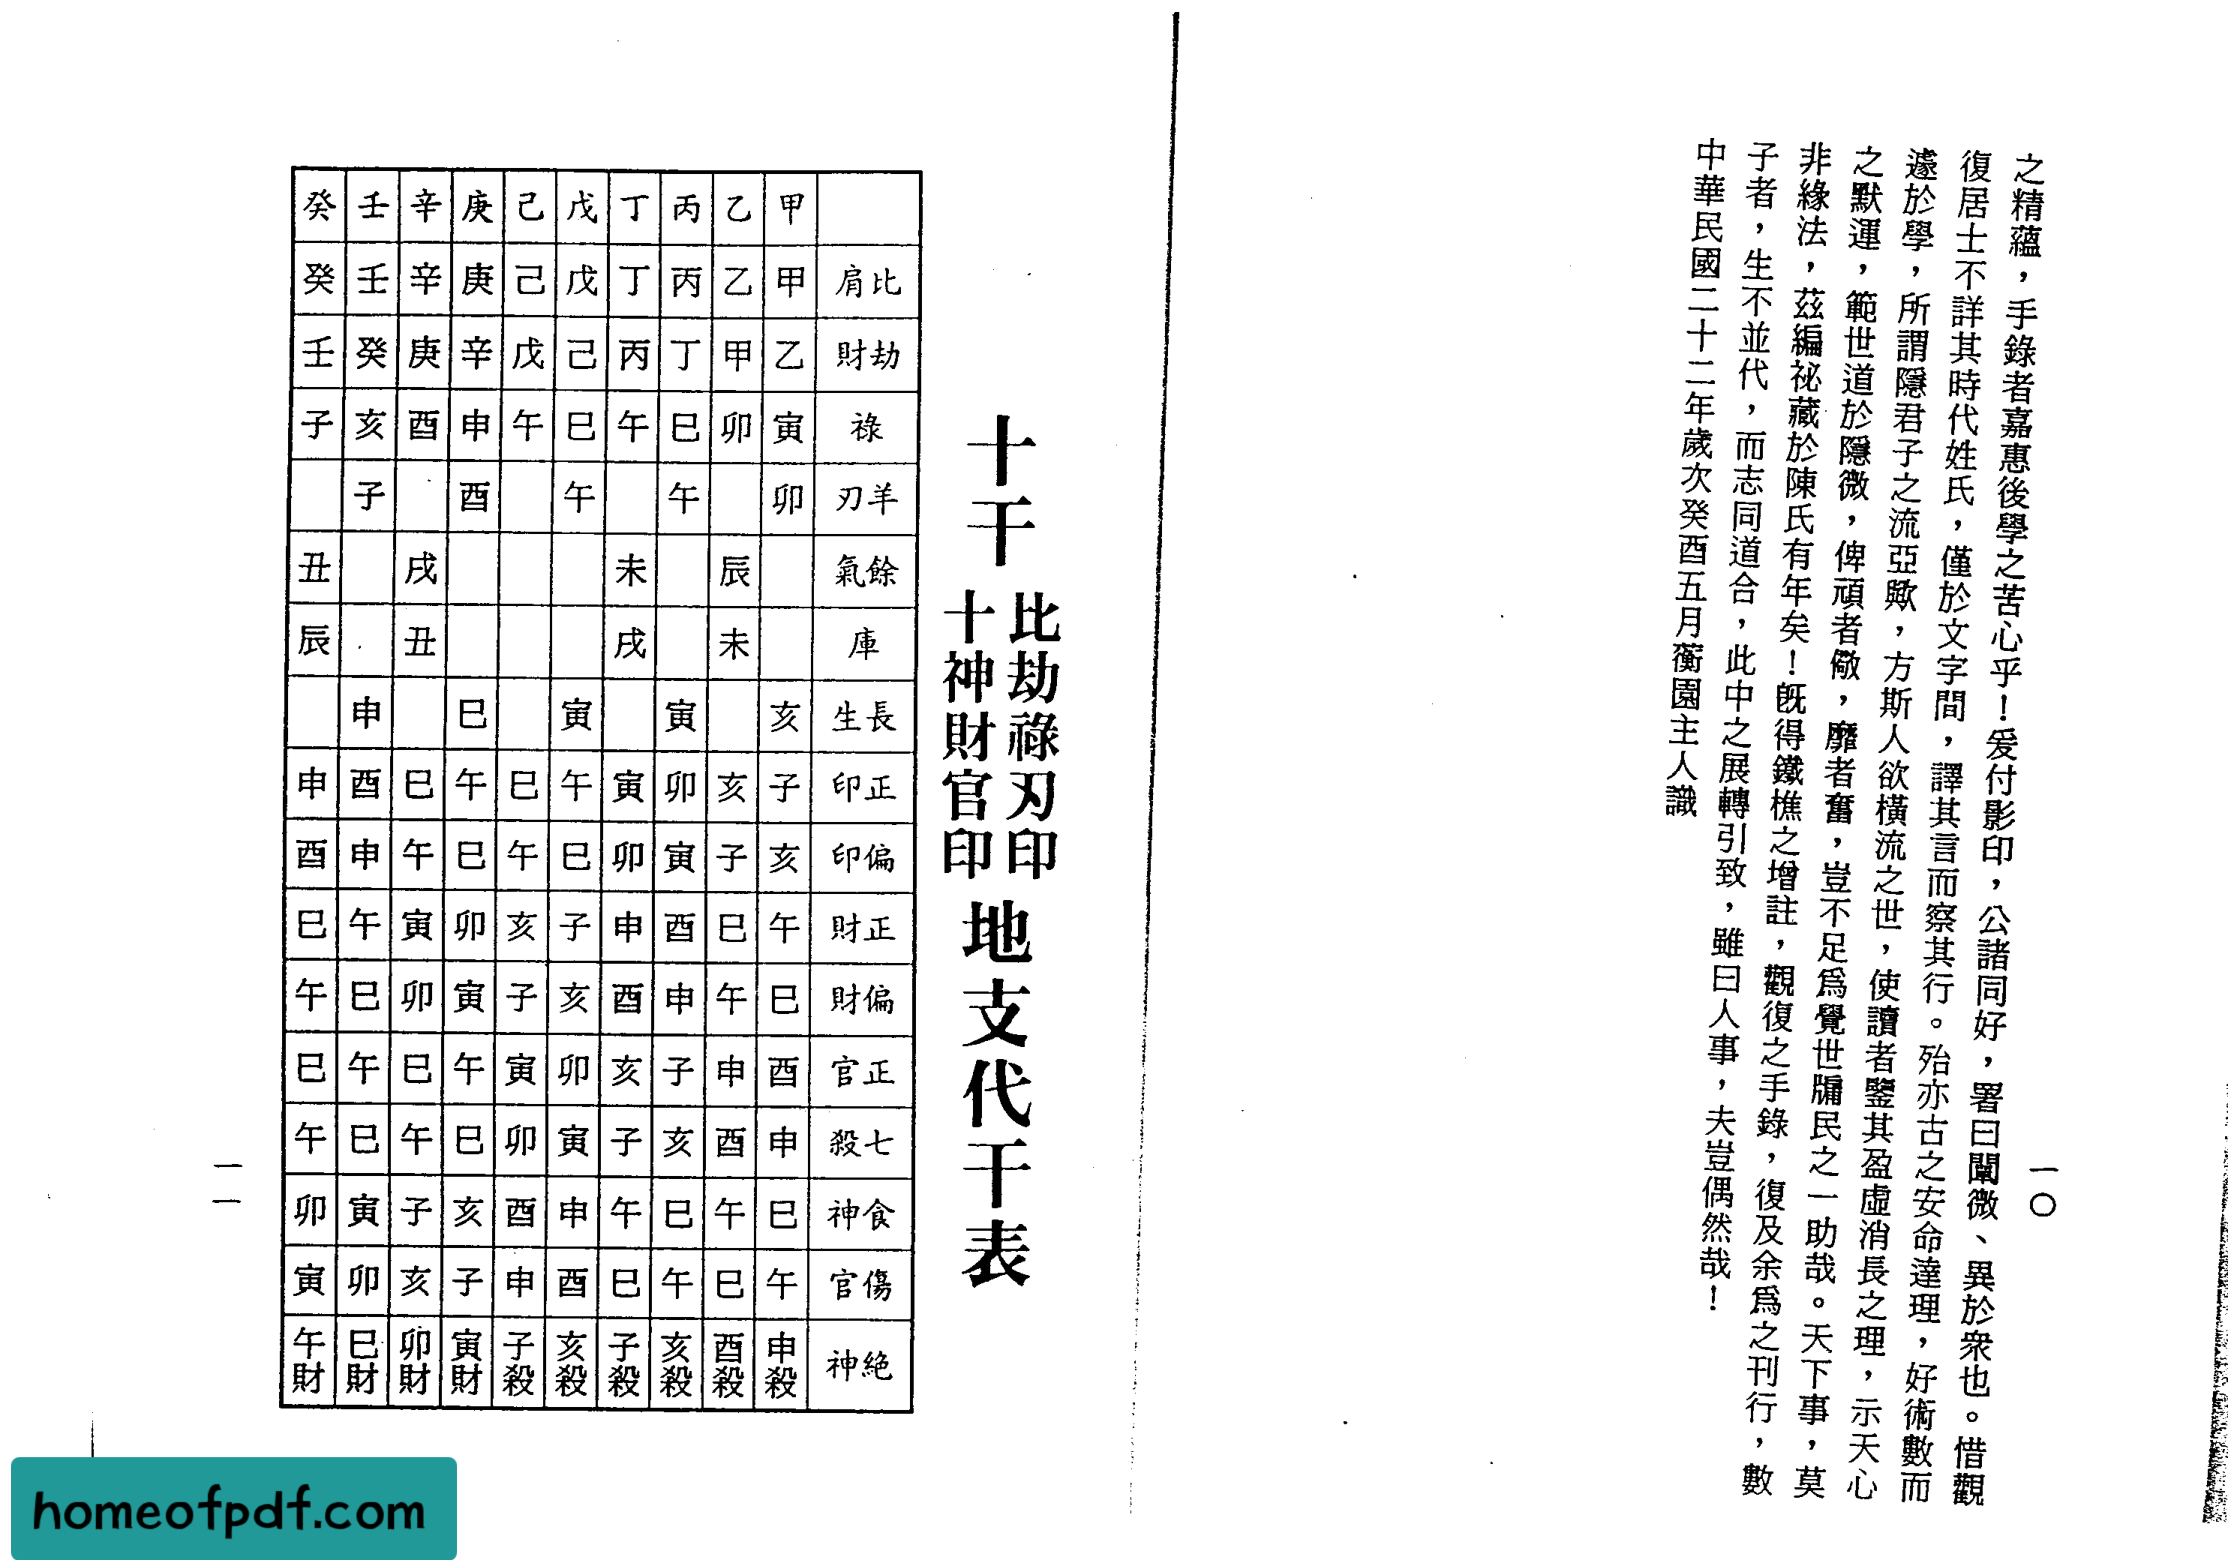 一〇
之精蘊，手錄者嘉惠後學之苦心乎！爰付影印，公諸同好，署曰闡微、異於衆也。惜觀
復居士不詳其時代姓氏，僅於文字間，譯其言而察其行。殆亦古之安命達理，好術數而
遽於學，所謂隱君子之流亞歟，方斯人欲橫流之世，使讀者鑒其盈虛消長之理，示天心
之默運，範世道於隱微，俾頑者儆，靡者奮，豈不足爲覺世牖民之一助哉。天下事，莫
非緣法，茲編祕藏於陳氏有年矣！旣得鐵樵之增註，觀復之手錄，復及余爲之刊行，數
子者，生不並代，而志同道合，此中之展轉引致，雖曰人事，夫豈偶然哉！
中華民國二十二年歲次癸酉五月蘅園主人識
十干 比劫祿刃印 十神財官印 地支代干表
比肩 劫財 祿 羊刃 餘氣 庫 長生 正印 偏印 正財 偏財 正官 七殺 食神 傷官 絕神
甲 甲 乙 寅 卯 亥 子 亥 午 巳 酉 申 巳 午 申殺
乙 乙 甲 卯 辰 未 亥 子 巳 午 申 酉 午 巳 酉殺
丙 丙 丁 巳 午 寅 卯 寅 酉 申 子 亥 巳 午 亥殺
丁 丁 丙 午 未 戌 寅 卯 申 酉 亥 子 午 巳 子殺
戊 戊 己 巳 午 寅 午 巳 子 亥 卯 寅 申 酉 亥殺
己 己 戊 午 巳 午 亥 子 寅 卯 酉 申 子殺
庚 庚 辛 申 酉 巳 午 巳 卯 寅 午 巳 亥 子 寅財
辛 辛 庚 酉 戌 丑 巳 午 寅 卯 巳 午 子 亥 卯財
壬 壬 癸 亥 子 申 酉 申 午 巳 午 巳 寅 卯 巳財
癸 癸 壬 子 丑 辰 申 酉 巳 午 巳 午 卯 寅 午財
一一
homeofpdf.com